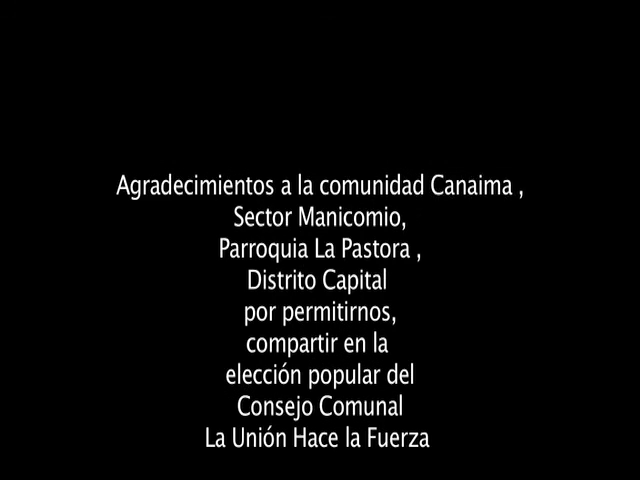 Agradecimientos a la comunidad Canaima ,
Sector Manicomio,
Parroquia La Pastora ,
Distrito Capital
por permitirnos,
compartir en la
elección popular del
Consejo Comunal
La Unión Hace la Fuerza